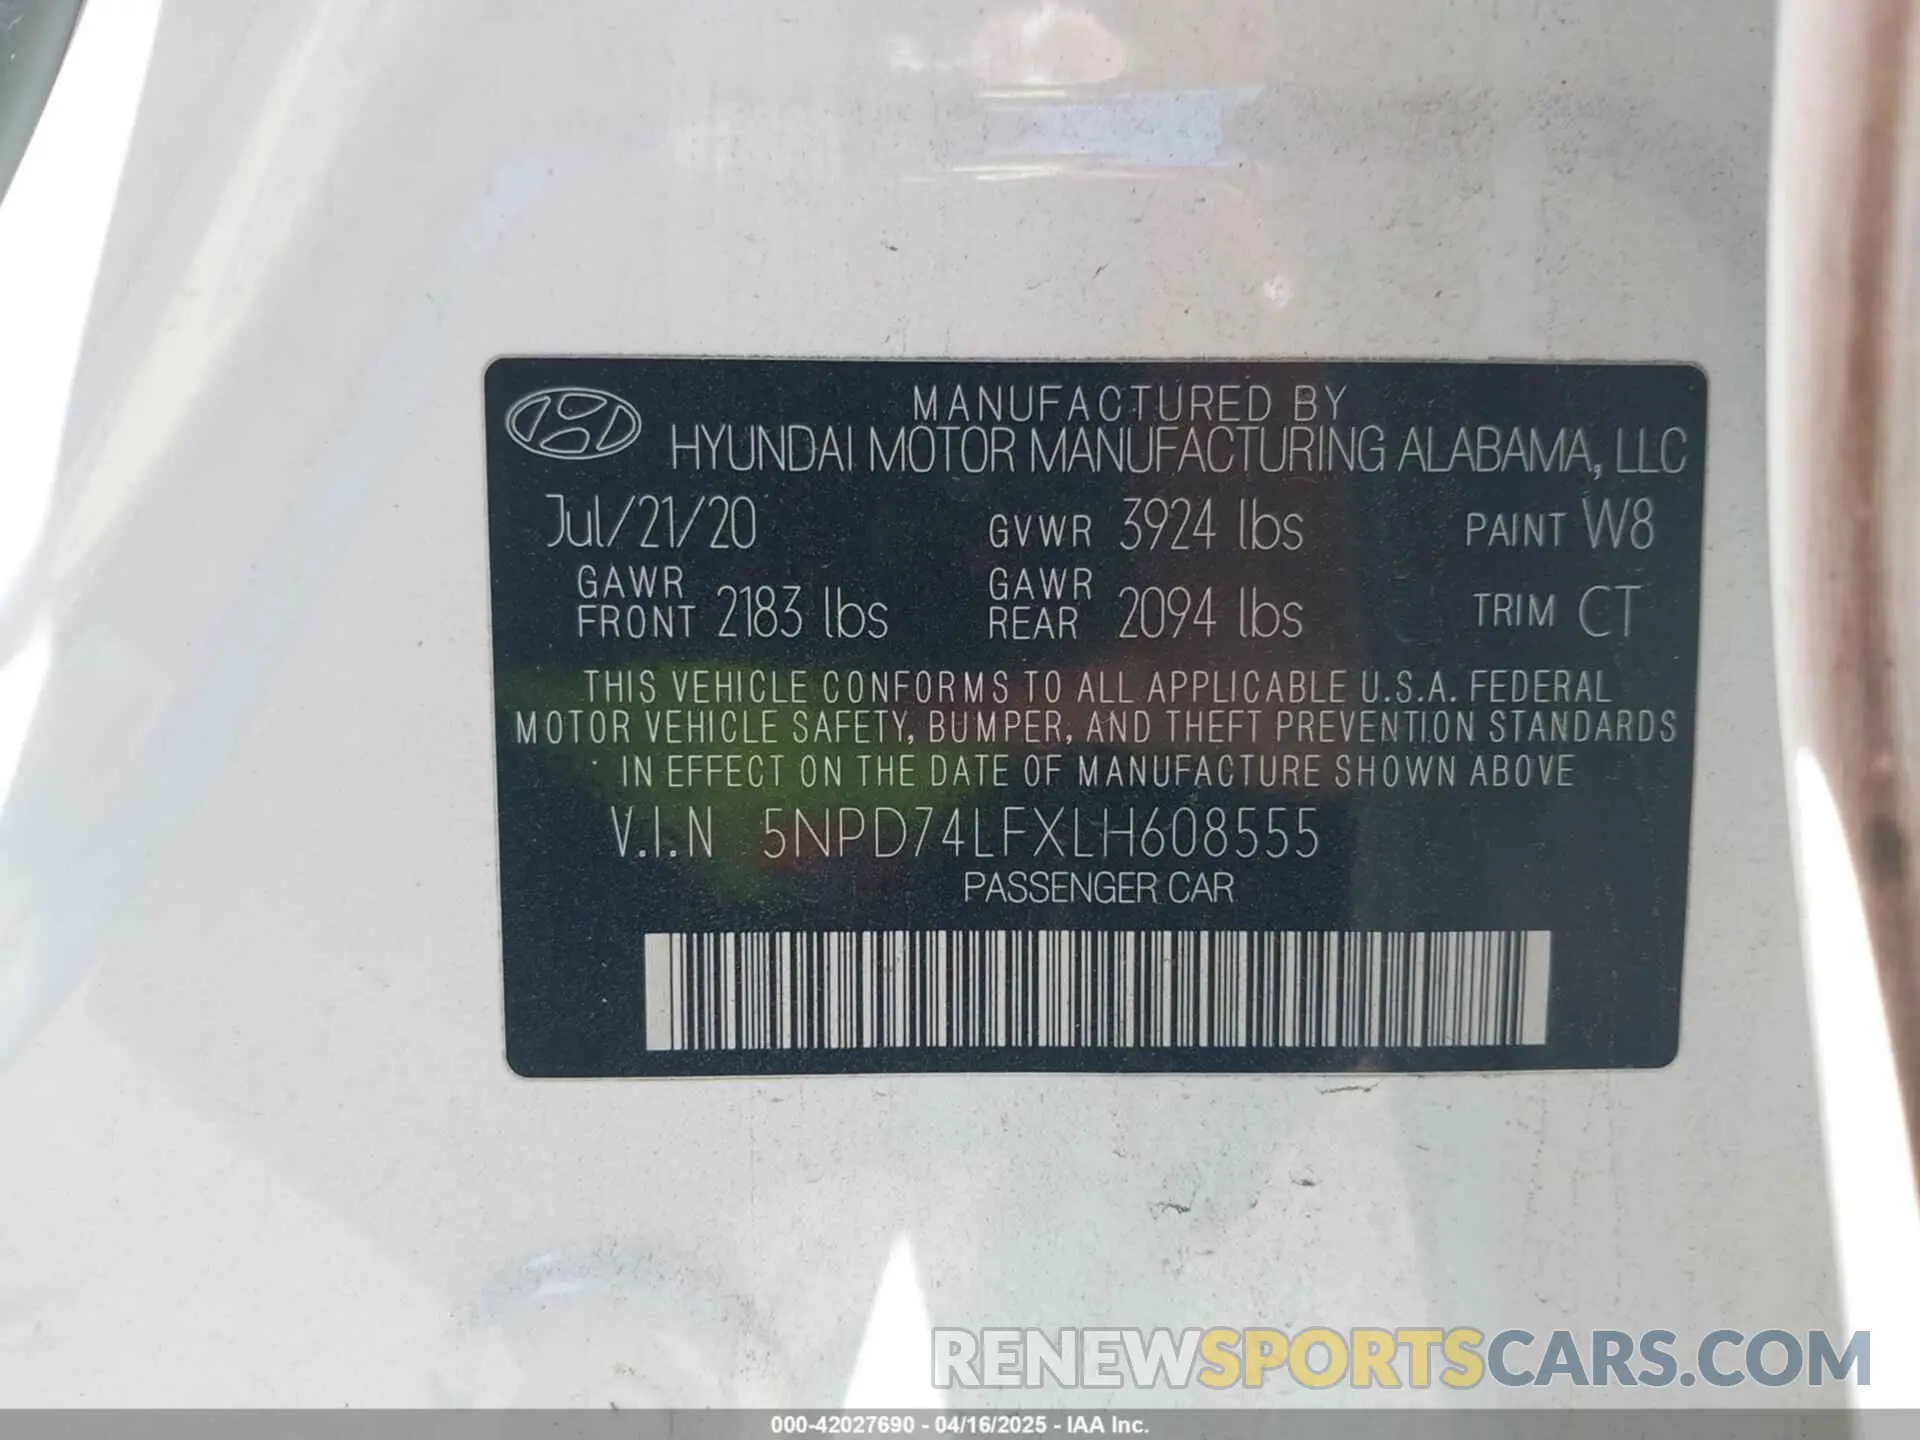 MANUFACTURED BY
HYUNDAI MOTOR MANUFACTURING ALABAMA, LLC
Jul/21/20 GVWR 3924 lbs PAINT W8
GAWR FRONT 2183 lbs GAWR REAR 2094 lbs TRIM CT
THIS VEHICLE CONFORMS TO ALL APPLICABLE U.S.A. FEDERAL
MOTOR VEHICLE SAFETY, BUMPER, AND THEFT PREVENTION STANDARDS
IN EFFECT ON THE DATE OF MANUFACTURE SHOWN ABOVE
V.I.N 5NPD74LFXLH608555
PASSENGER CAR
RENEWSPORTSCARS.COM
000-42027690 - 04/16/2025 - IAA Inc.